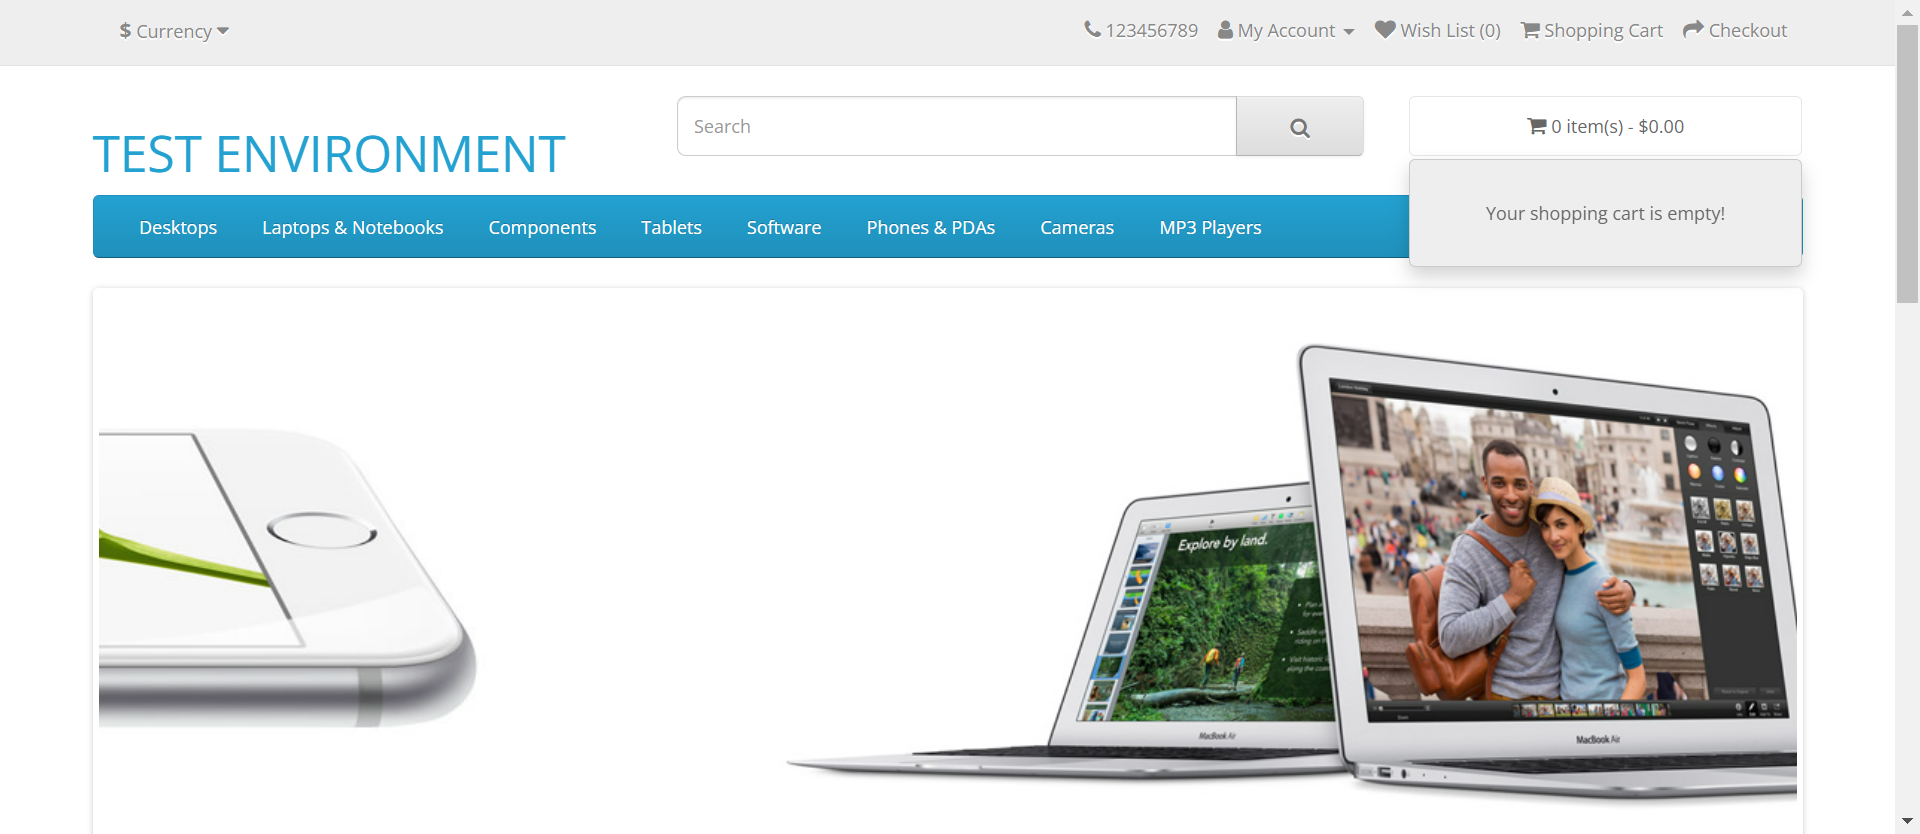 $ Currency
123456789 My Account Wish List (0) Shopping Cart Checkout
TEST ENVIRONMENT
Search
0 item(s) - $0.00
Your shopping cart is empty!
Desktops Laptops & Notebooks Components Tablets Software Phones & PDAs Cameras MP3 Players
Explore by land.
MacBook Air
MacBook Air